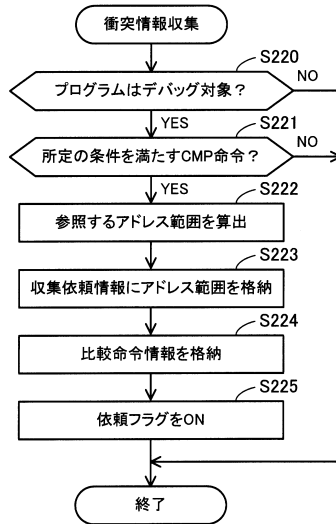 衝突情報収集
S220
プログラムはデバッグ対象?
NO
YES
S221
所定の条件を満たすCMP命令?
NO
YES
S222
参照するアドレス範囲を算出
S223
収集依頼情報にアドレス範囲を格納
S224
比較命令情報を格納
S225
依頼フラグをON
終了